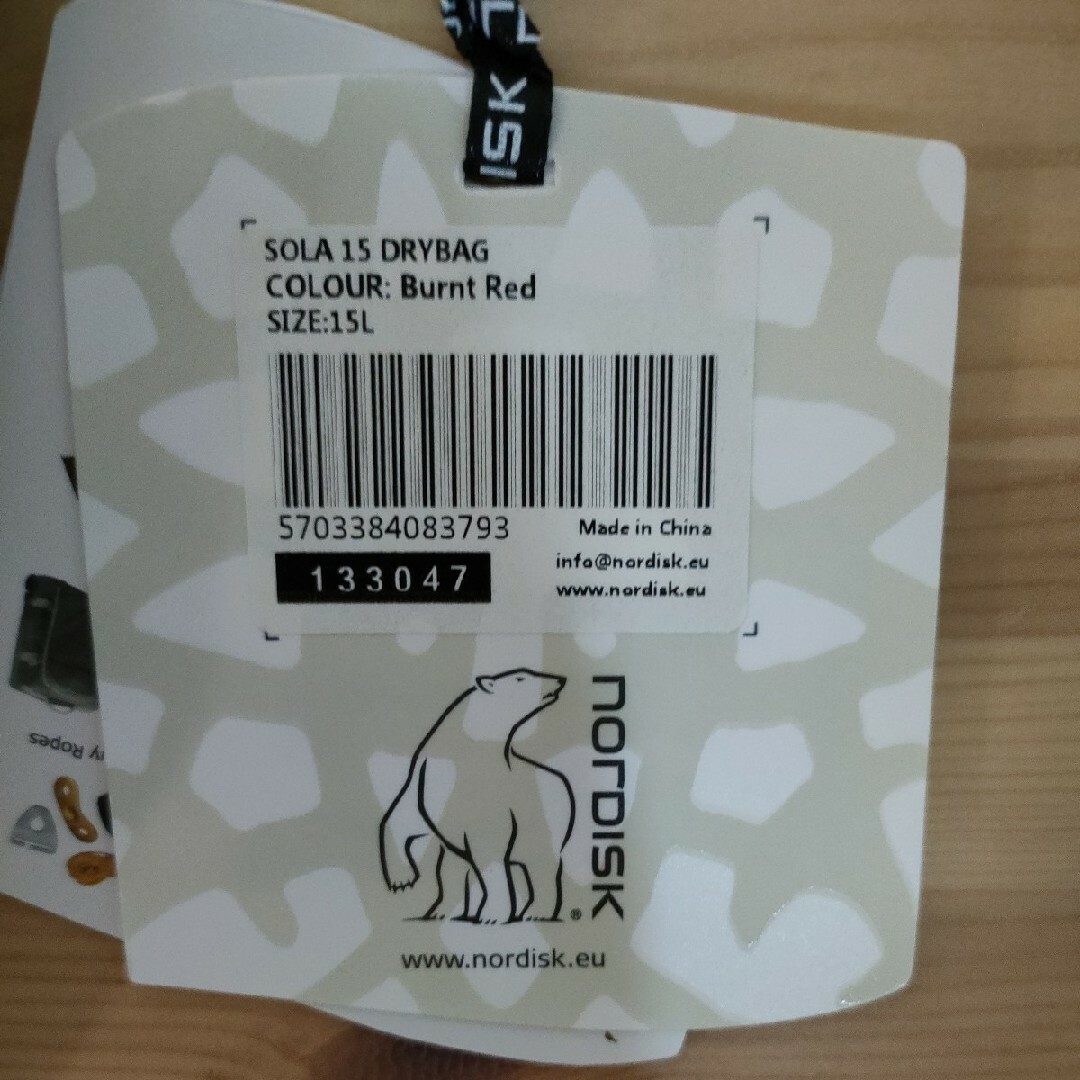 ISK
SOLA 15 DRYBAG
COLOUR: Burnt Red
SIZE:15L
5703384083793
Made in China
133047
info@nordisk.eu
www.nordisk.eu
NORDISK
®
www.nordisk.eu
Ropes